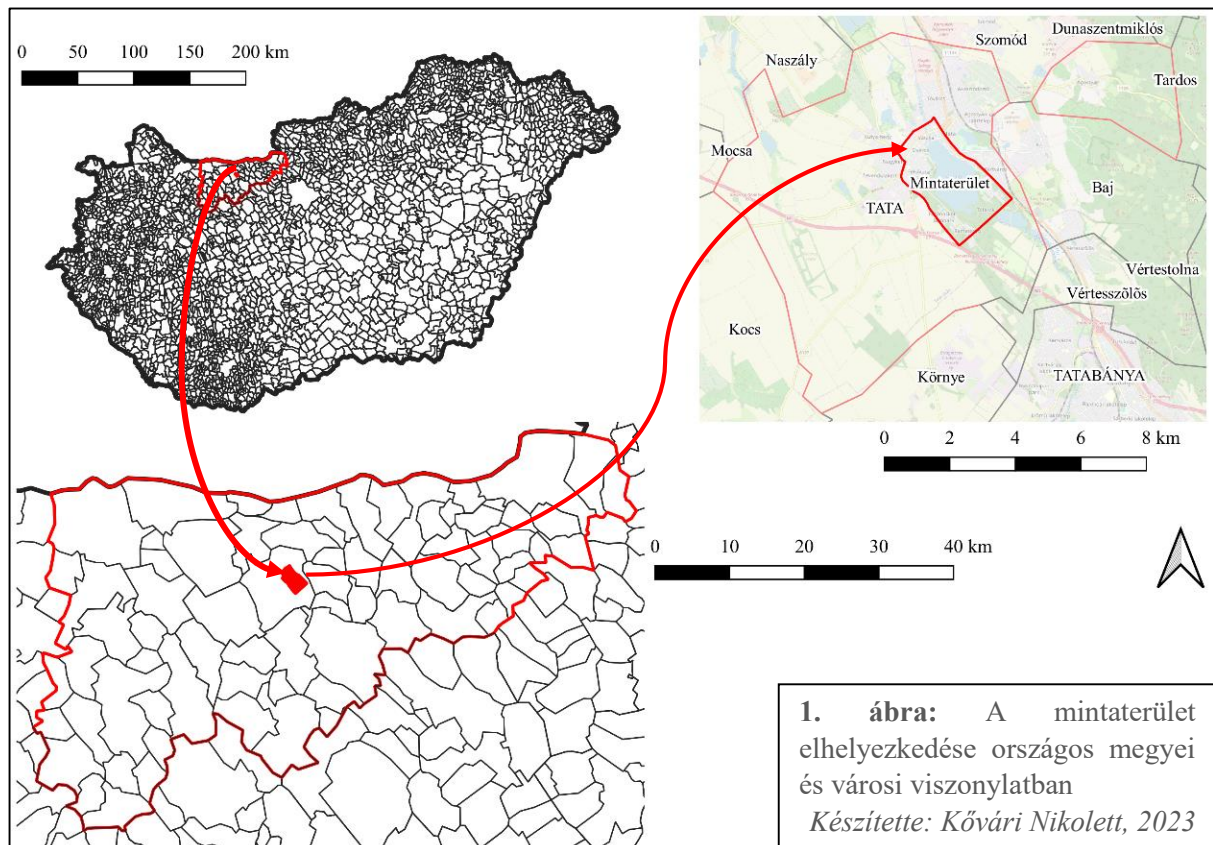 0 50 100 150 200 km
Dunaszentmiklós
Szomód
Naszály
Tardos
Mocsa
Mintaterület
Baj
TATA
Vértestolna
Vértesszõlõs
Kocs
Környe
TATABÁNYA
0 2 4 6 8 km
0 10 20 30 40 km
1. ábra: A mintaterület
elhelyezkedése országos megyei
és városi viszonylatban
Készítette: Kővári Nikolett, 2023